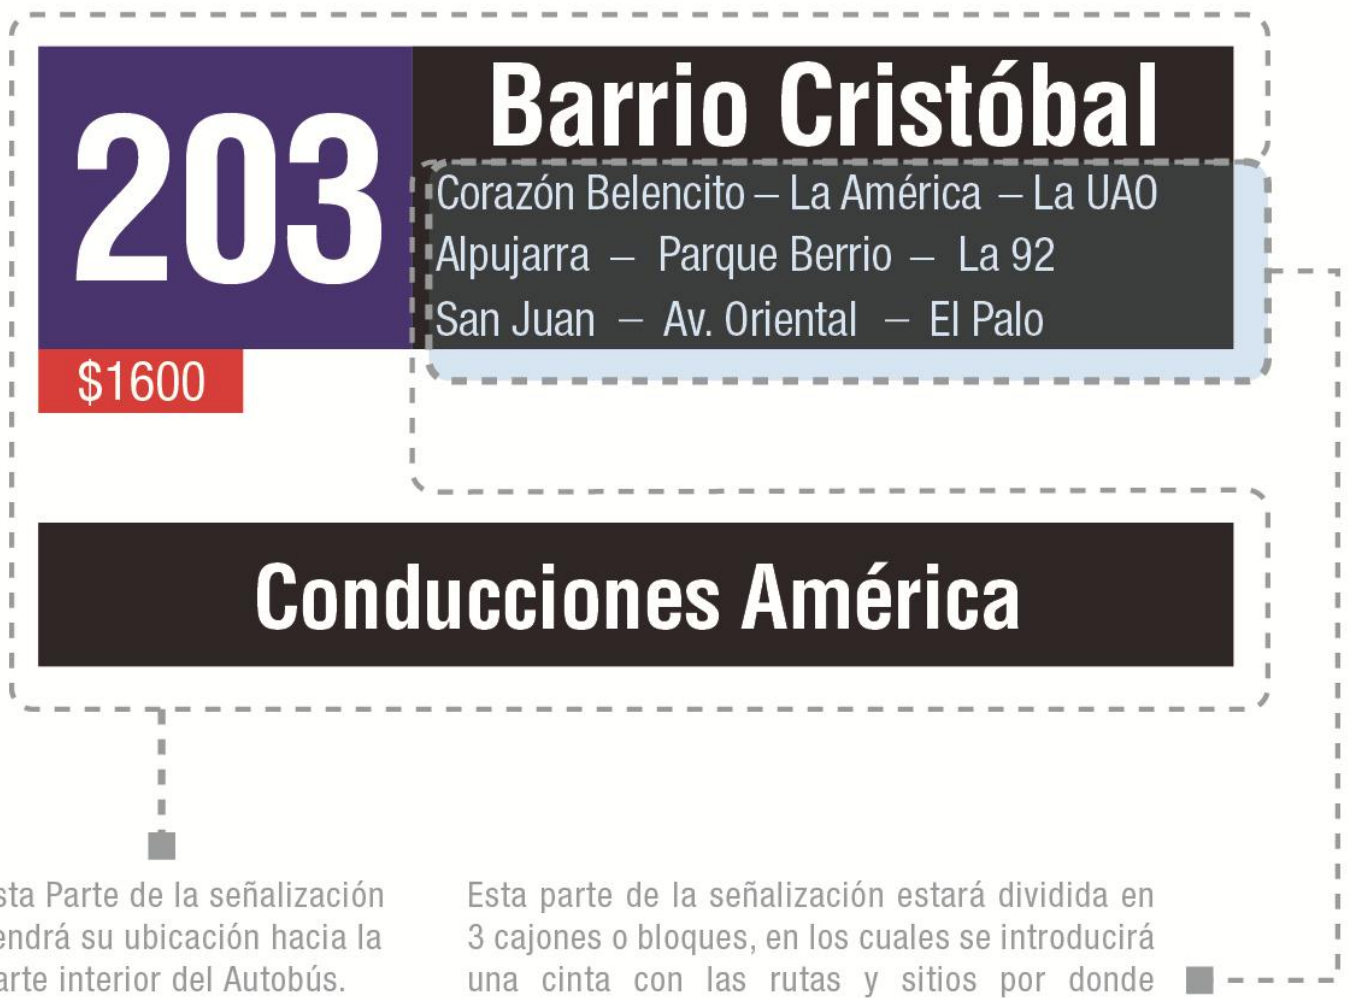 203
Barrio Cristóbal
Corazón Belencito – La América – La UAO
Alpujarra – Parque Berrio – La 92
San Juan – Av. Oriental – El Palo
$1600
Conducciones América
sta Parte de la señalización
endrá su ubicación hacia la
arte interior del Autobús.
Esta parte de la señalización estará dividida en
3 cajones o bloques, en los cuales se introducirá
una cinta con las rutas y sitios por donde